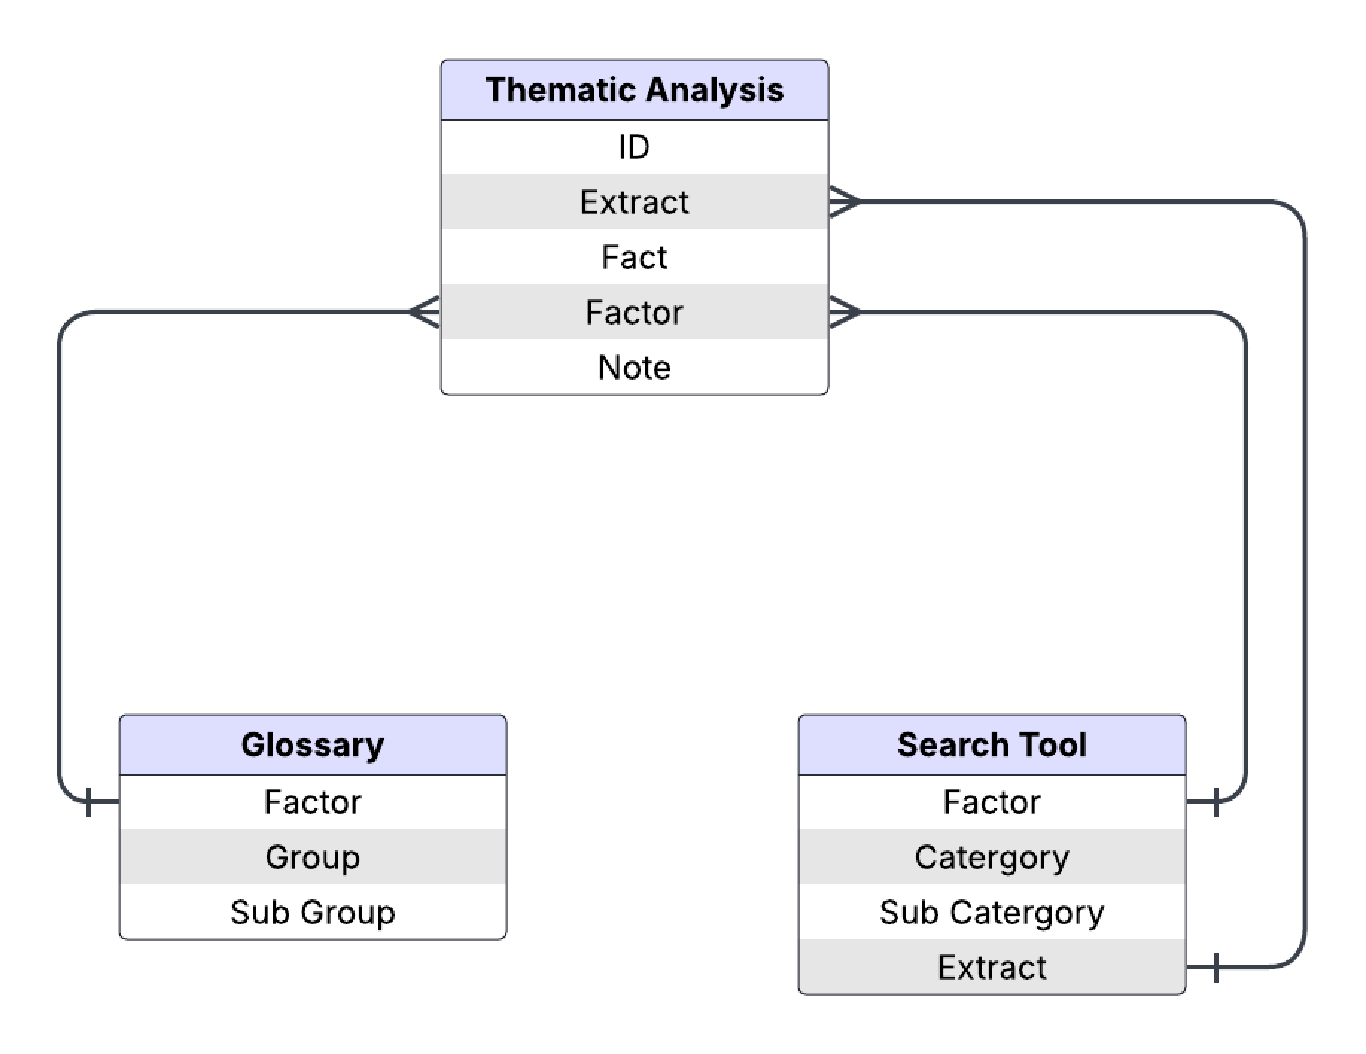 Thematic Analysis
ID
Extract
Fact
Factor
Note
Glossary
Factor
Group
Sub Group
Search Tool
Factor
Catergory
Sub Catergory
Extract